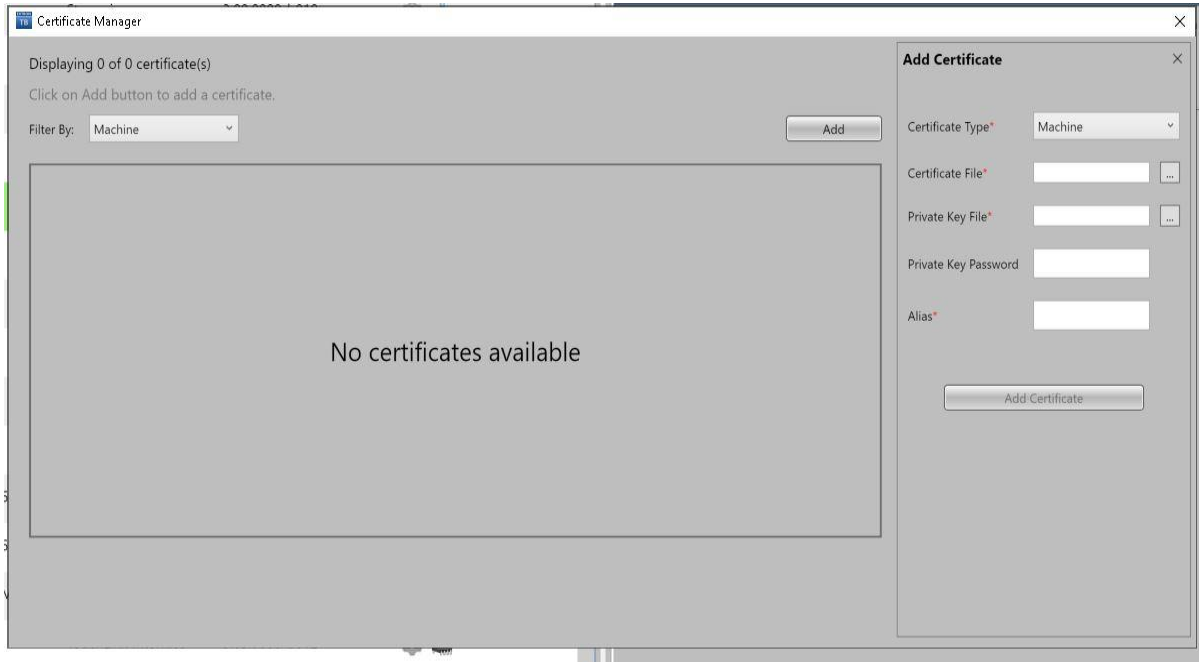 Certificate Manager
Displaying 0 of 0 certificate(s)
Click on Add button to add a certificate.
Filter By: Machine
Add
No certificates available
Add Certificate
Certificate Type* Machine
Certificate File* ...
Private Key File* ...
Private Key Password
Alias*
Add Certificate